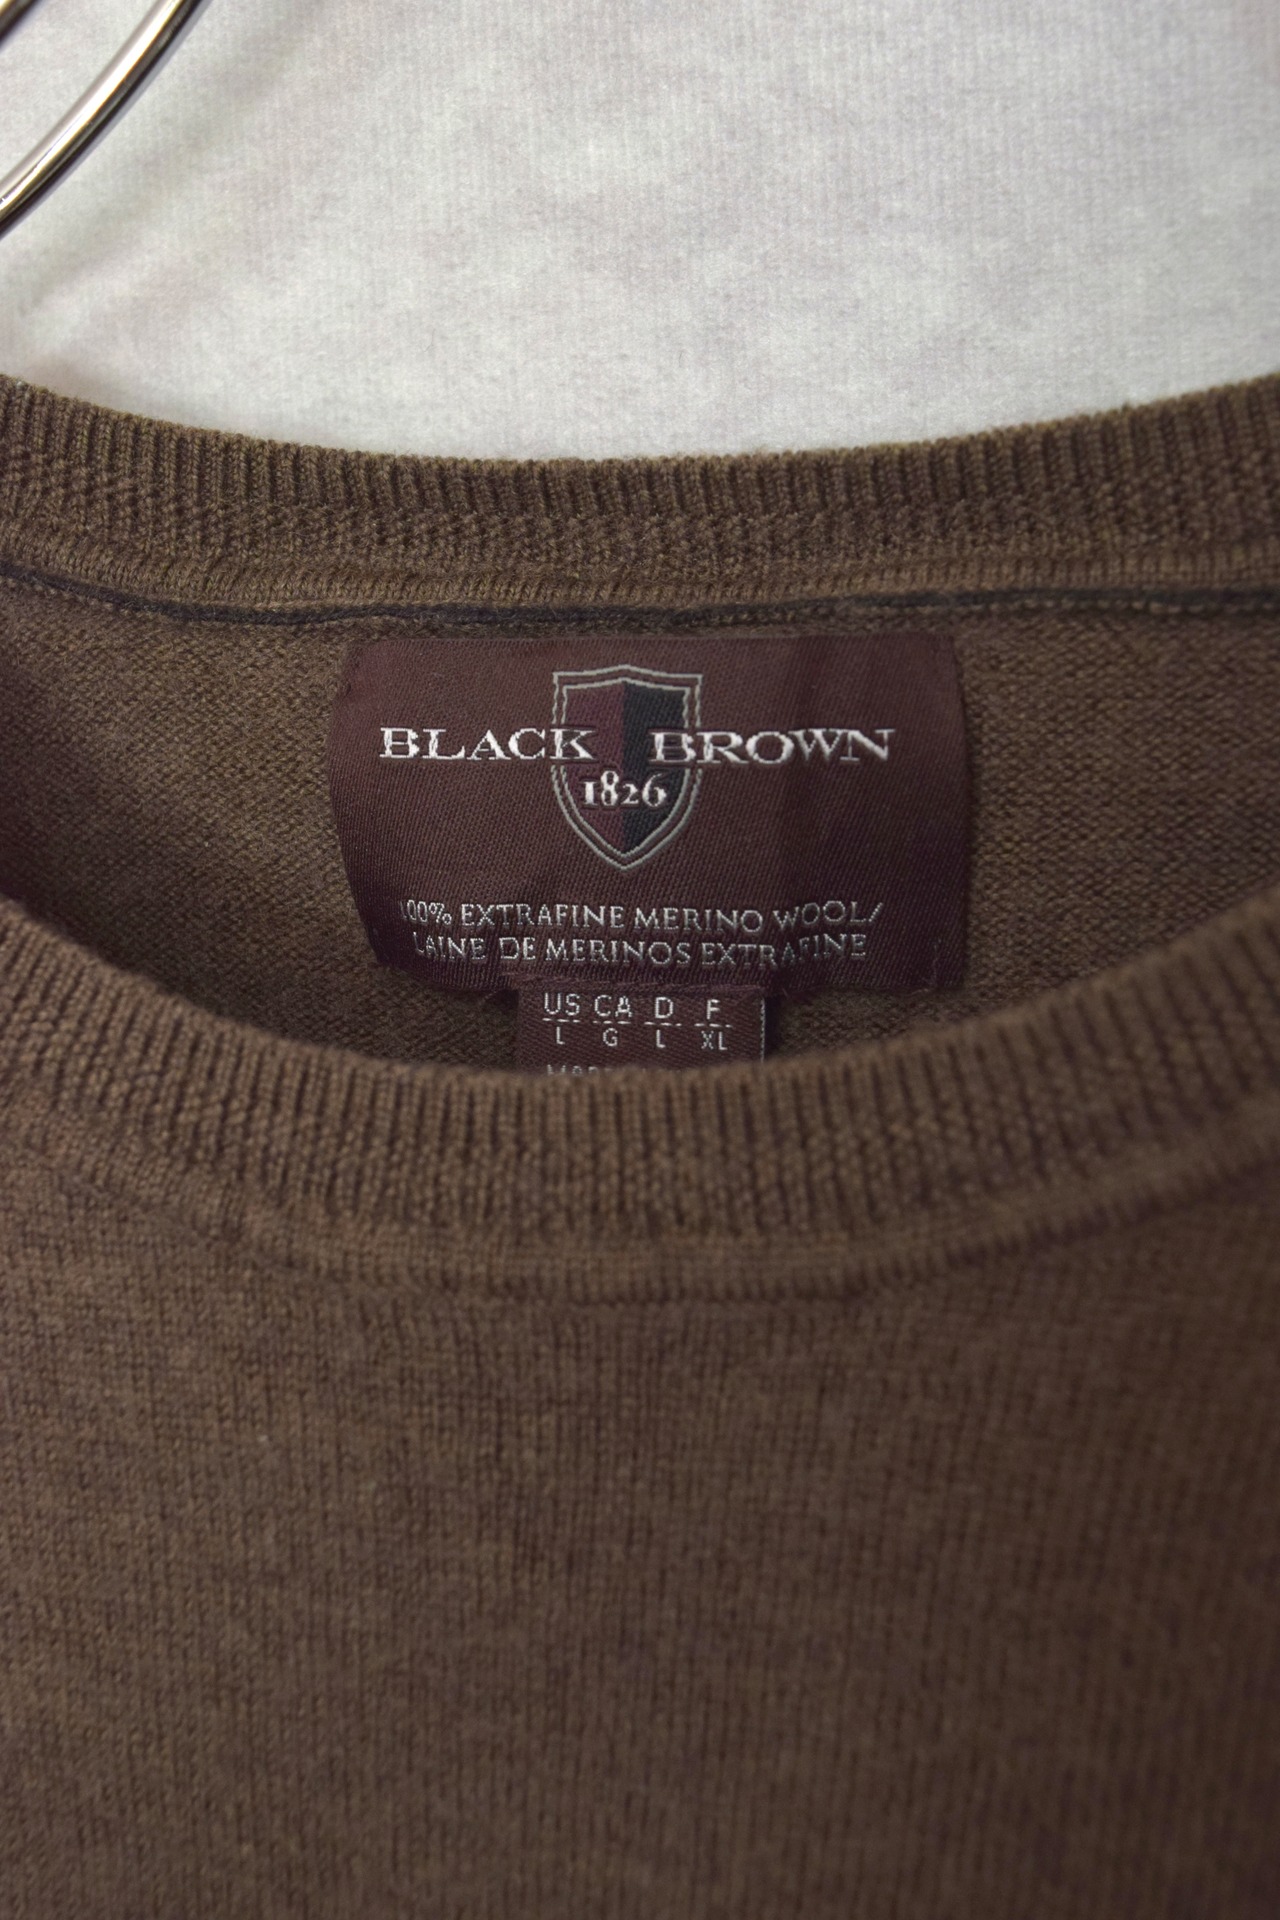 BLACK BROWN
1826
100% EXTRAFINE MERINO WOOL/
LAINE DE MERINOS EXTRAFINE
US CA D F
L G L XL